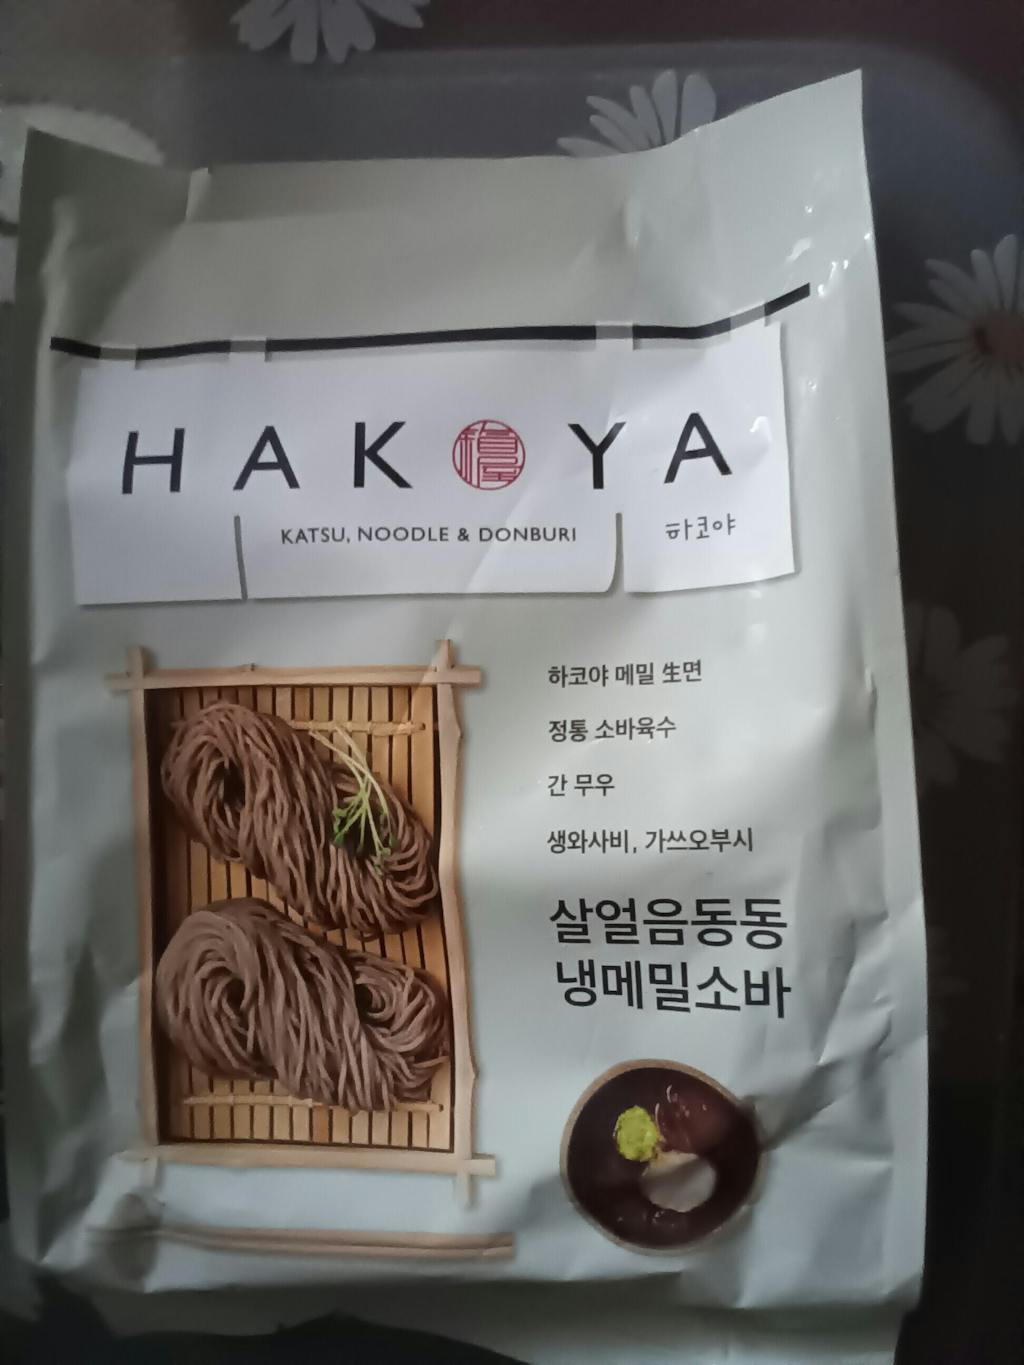 HAKOYA
KATSU, NOODLE & DONBURI
하코야
하코야 메밀 生면
정통 소바육수
간 무우
생와사비, 가쓰오부시
살얼음동동
냉메밀소바